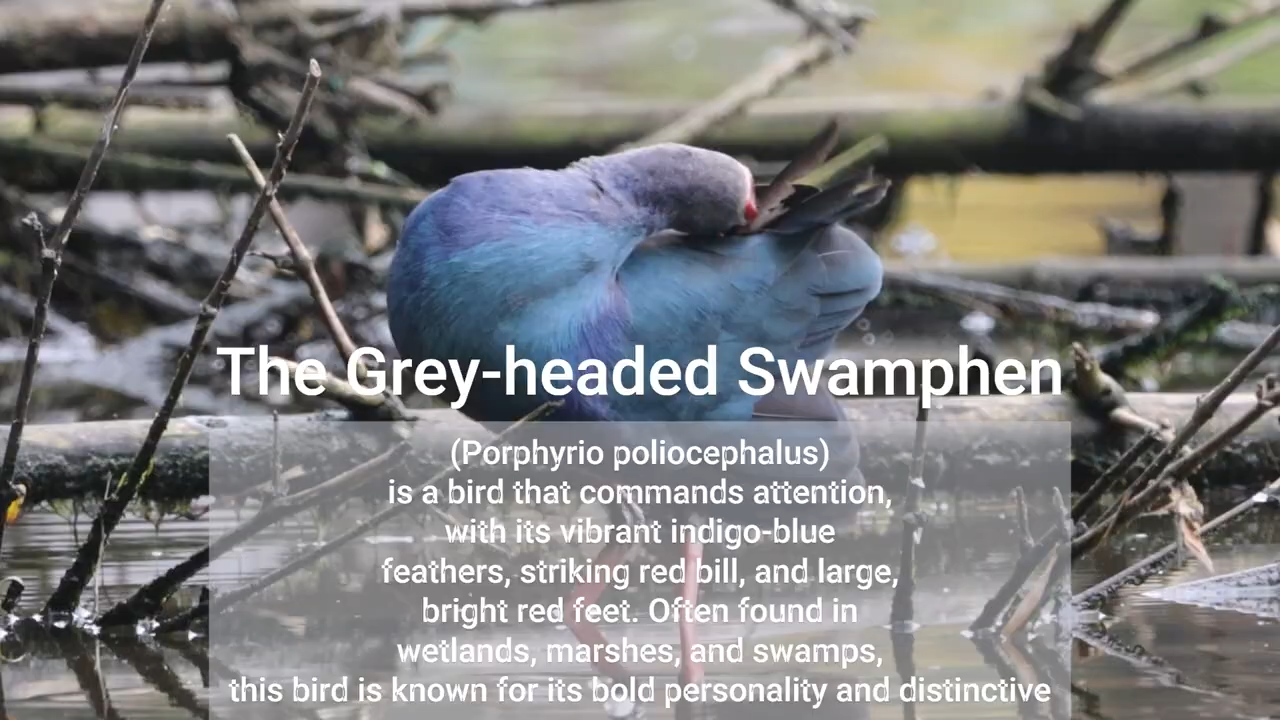 The Grey-headed Swamphen
(Porphyrio poliocephalus)
is a bird that commands attention,
with its vibrant indigo-blue
feathers, striking red bill, and large,
bright red feet. Often found in
wetlands, marshes, and swamps,
this bird is known for its bold personality and distinctive